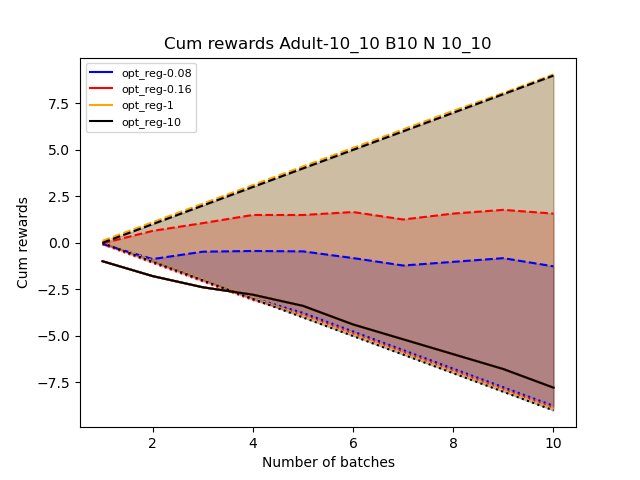 Cum rewards Adult-10_10 B10 N 10_10
opt_reg-0.08
opt_reg-0.16
opt_reg-1
opt_reg-10
7.5
5.0
2.5
0.0
−2.5
−5.0
−7.5
Cum rewards
2 4 6 8 10
Number of batches